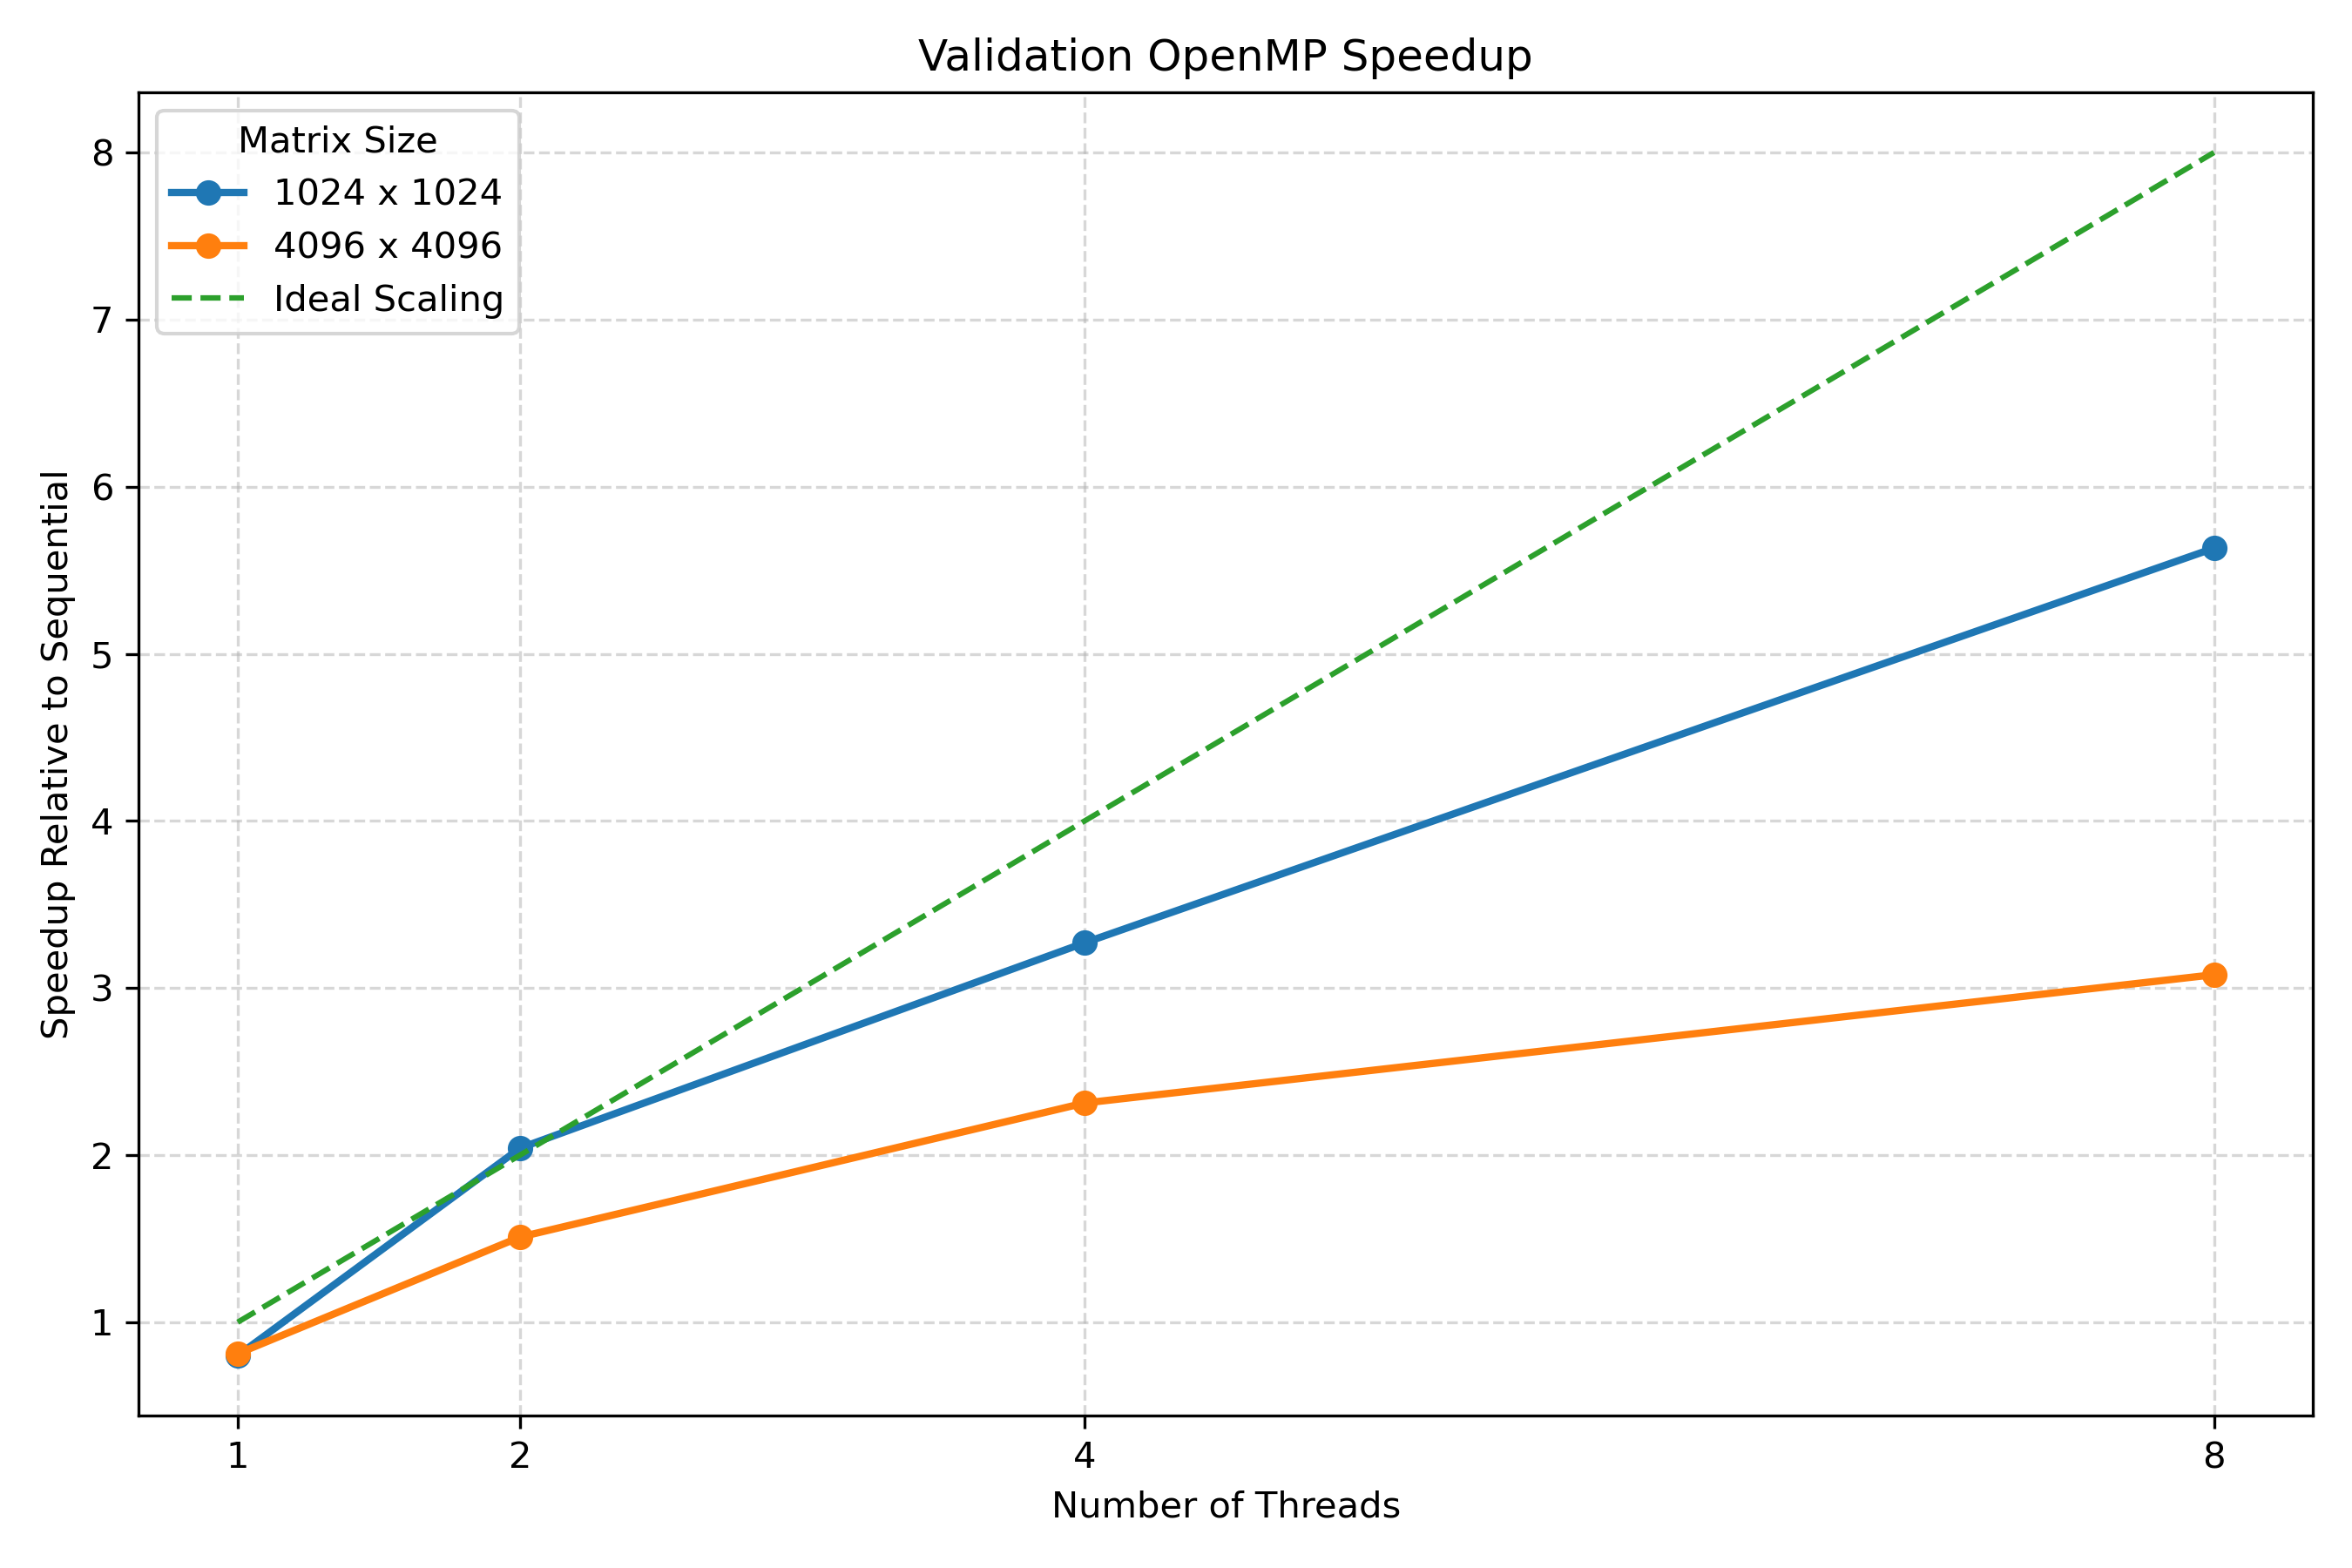 Validation OpenMP Speedup
Matrix Size
1024 x 1024
4096 x 4096
Ideal Scaling
Speedup Relative to Sequential
8
7
6
5
4
3
2
1
1 2 4 8
Number of Threads